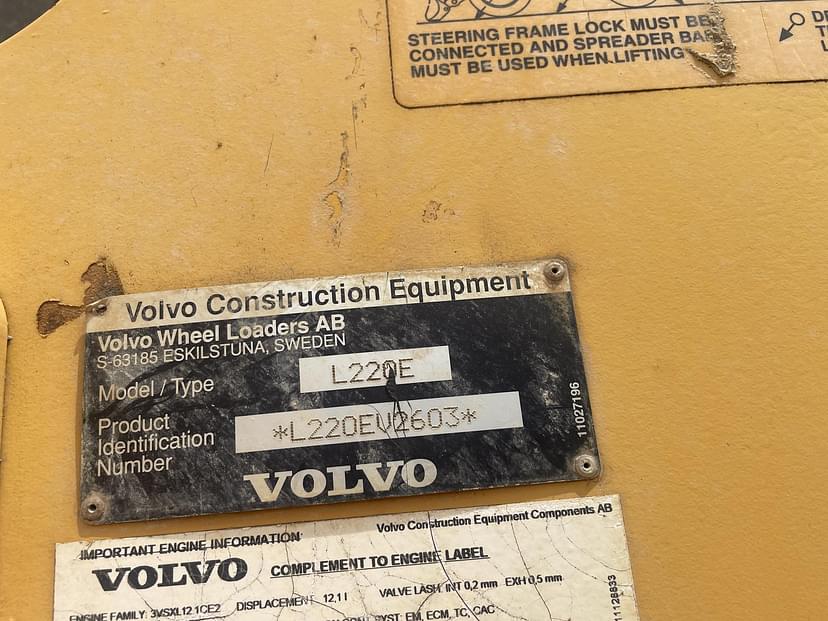 STEERING FRAME LOCK MUST BE
CONNECTED AND SPREADER BAR
MUST BE USED WHEN LIFTING
Volvo Construction Equipment
Volvo Wheel Loaders AB
S-63185 ESKILSTUNA, SWEDEN
Model / Type
L220E
Product
Identification
Number
*L220EV2603*
VOLVO
11027196
IMPORTANT ENGINE INFORMATION
Volvo Construction Equipment Components AB
VOLVO
COMPLEMENT TO ENGINE LABEL
ENGINE FAMILY: 3VSXL12.1CE2
DISPLACEMENT 12,1 l
VALVE LASH: INT 0,2 mm EXH 0,5 mm
SYST: EM, ECM, TC, CAC
11128833